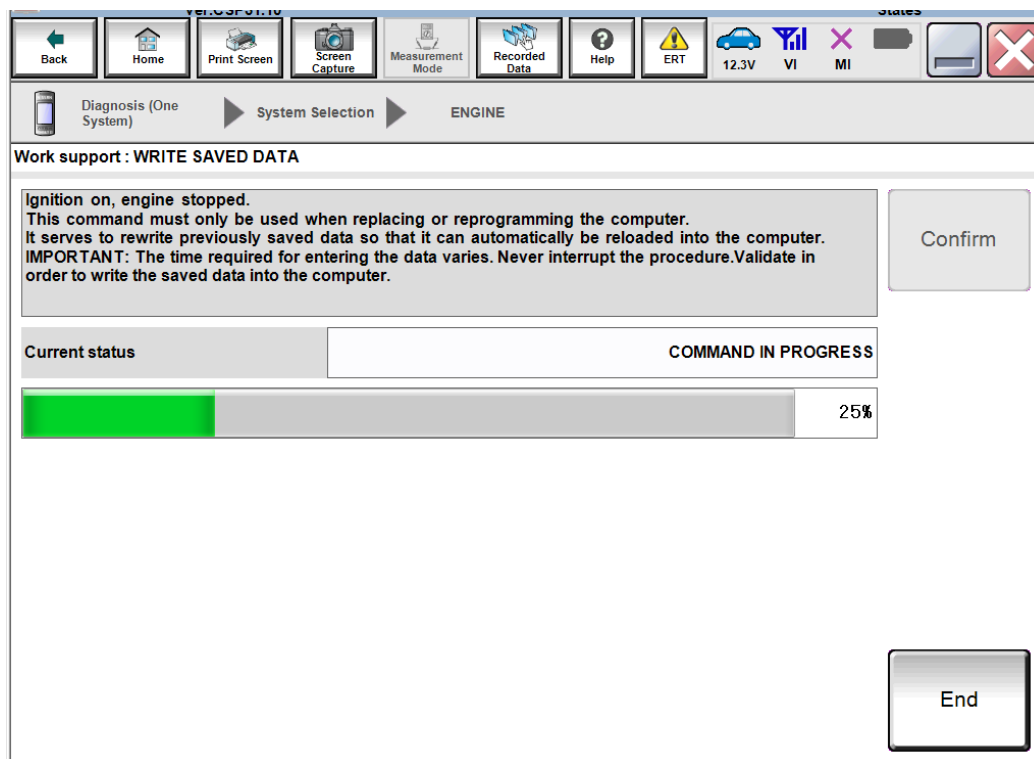 Back
Home
Print Screen
Screen
Capture
Measurement
Mode
Recorded
Data
Help
ERT
12.3V
VI
MI
States
Diagnosis (One
System)
System Selection
ENGINE
Work support : WRITE SAVED DATA
Ignition on, engine stopped.
This command must only be used when replacing or reprogramming the computer.
It serves to rewrite previously saved data so that it can automatically be reloaded into the computer.
IMPORTANT: The time required for entering the data varies. Never interrupt the procedure.Validate in
order to write the saved data into the computer.
Confirm
Current status
COMMAND IN PROGRESS
25%
End